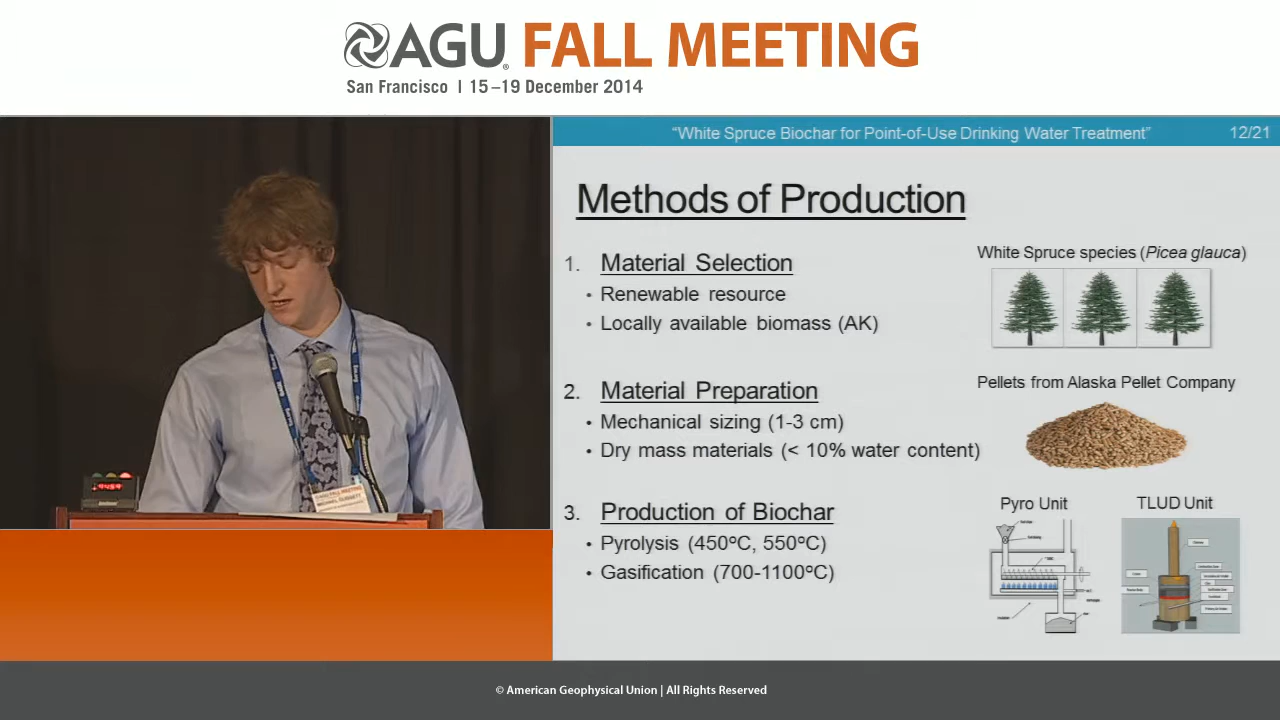 AGU FALL MEETING
San Francisco | 15–19 December 2014
“White Spruce Biochar for Point-of-Use Drinking Water Treatment” 12/21
Methods of Production
1. Material Selection
• Renewable resource
• Locally available biomass (AK)
White Spruce species (Picea glauca)
2. Material Preparation
• Mechanical sizing (1-3 cm)
• Dry mass materials (< 10% water content)
Pellets from Alaska Pellet Company
3. Production of Biochar
• Pyrolysis (450ºC, 550ºC)
• Gasification (700-1100ºC)
Pyro Unit
TLUD Unit
FALL MEETING
© American Geophysical Union | All Rights Reserved